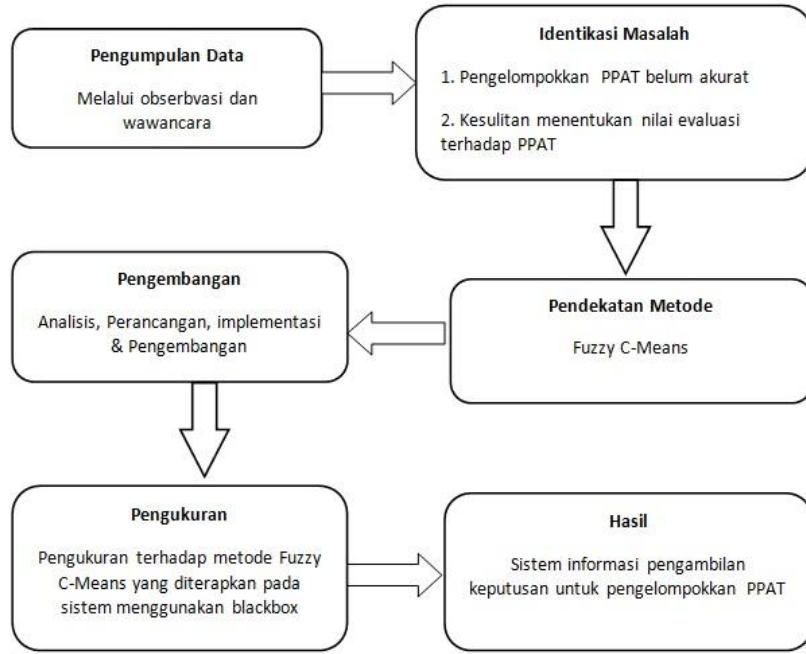 Pengumpulan Data
Melalui obserbvasi dan
wawancara
Identikasi Masalah
1. Pengelompokkan PPAT belum akurat
2. Kesulitan menentukan nilai evaluasi
terhadap PPAT
Pendekatan Metode
Fuzzy C-Means
Pengembangan
Analisis, Perancangan, implementasi
& Pengembangan
Pengukuran
Pengukuran terhadap metode Fuzzy
C-Means yang diterapkan pada
sistem menggunakan blackbox
Hasil
Sistem informasi pengambilan
keputusan untuk pengelompokkan PPAT